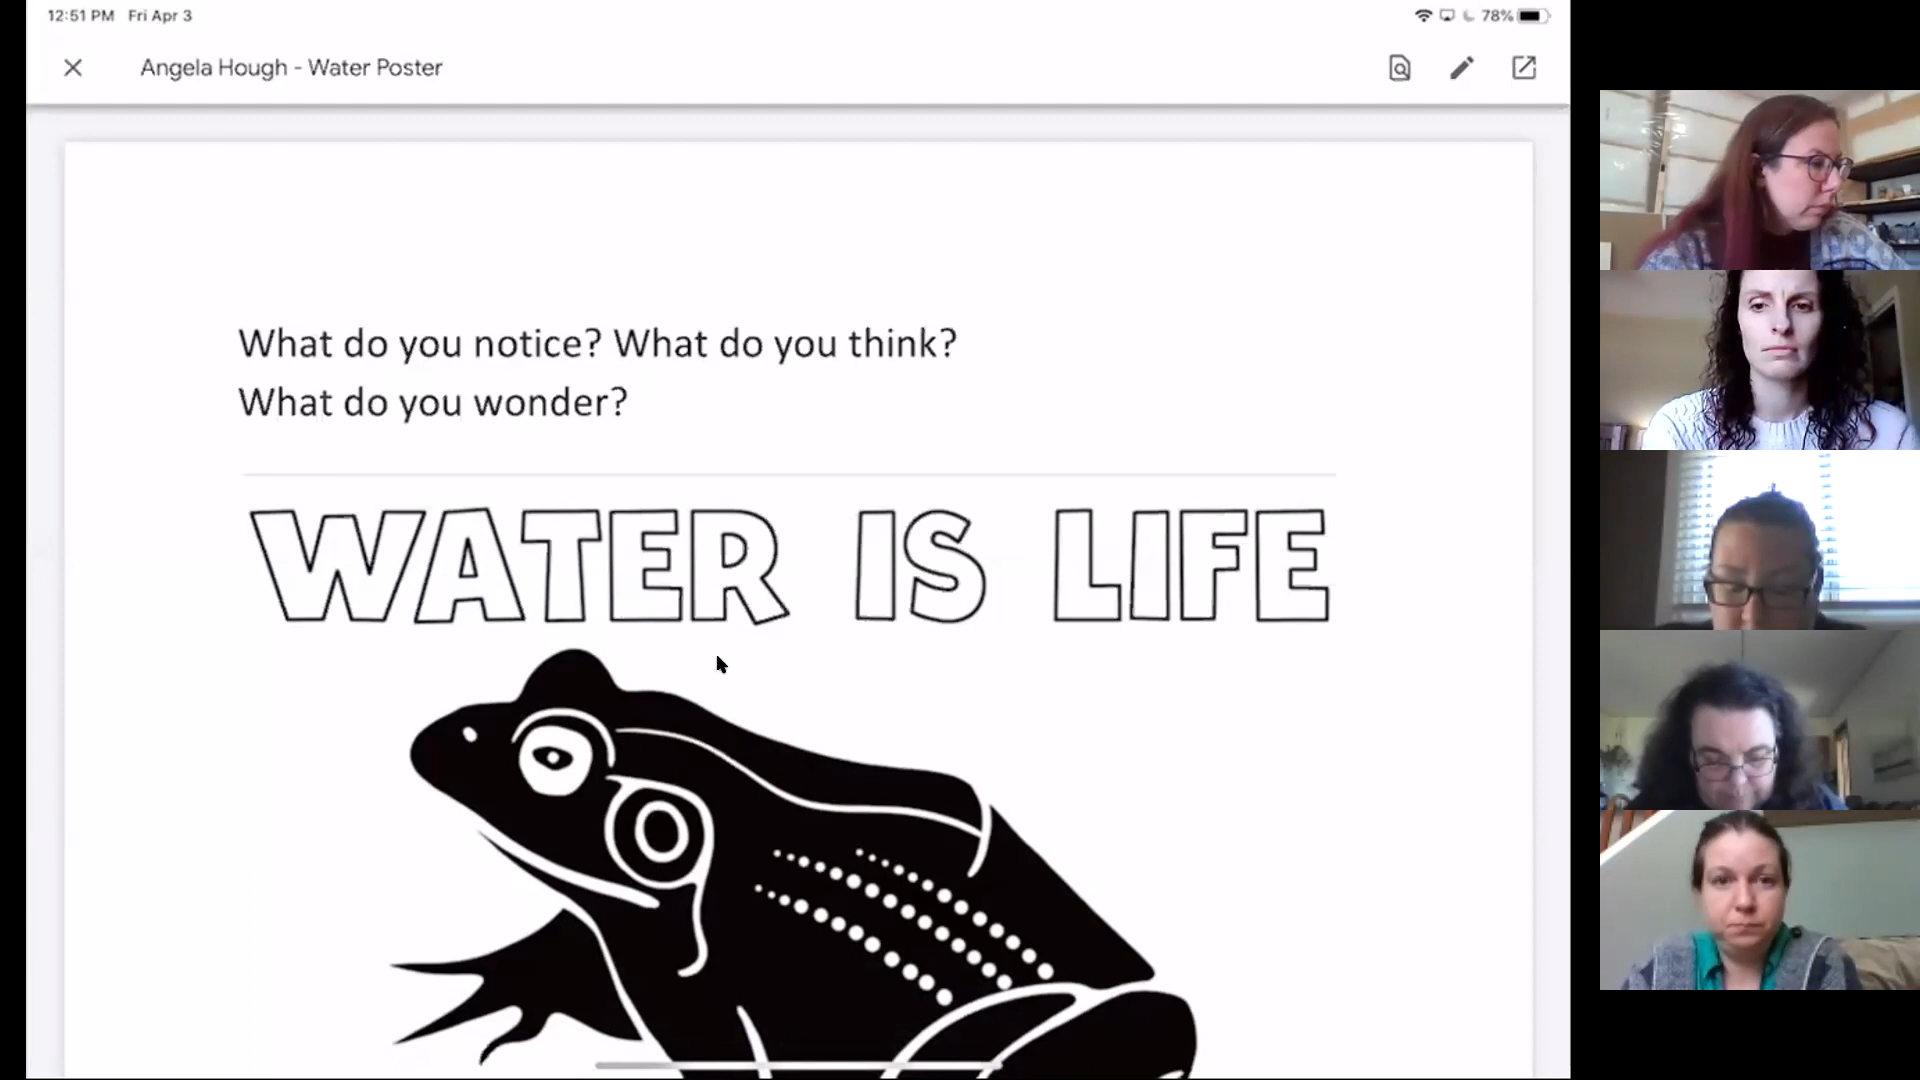 12:51 PM Fri Apr 3
78%
Angela Hough - Water Poster
What do you notice? What do you think?
What do you wonder?
WATER IS LIFE